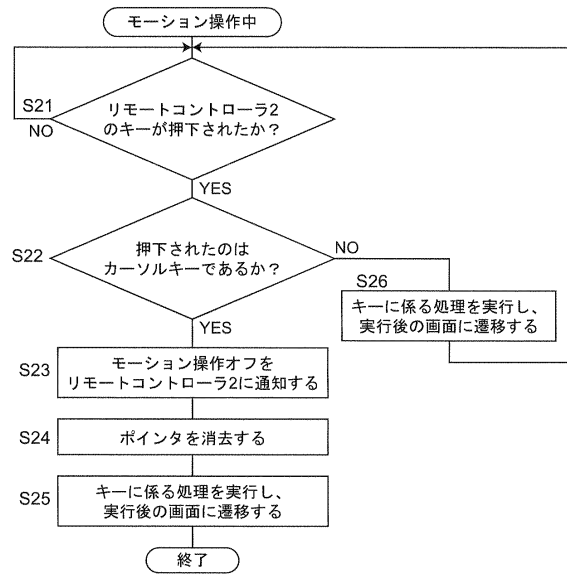 モーション操作中
S21
NO
リモートコントローラ2
のキーが押下されたか？
YES
S22
押下されたのは
カーソルキーであるか？
NO
YES
S26
キーに係る処理を実行し、
実行後の画面に遷移する
S23
モーション操作オフを
リモートコントローラ2に通知する
S24
ポインタを消去する
S25
キーに係る処理を実行し、
実行後の画面に遷移する
終了